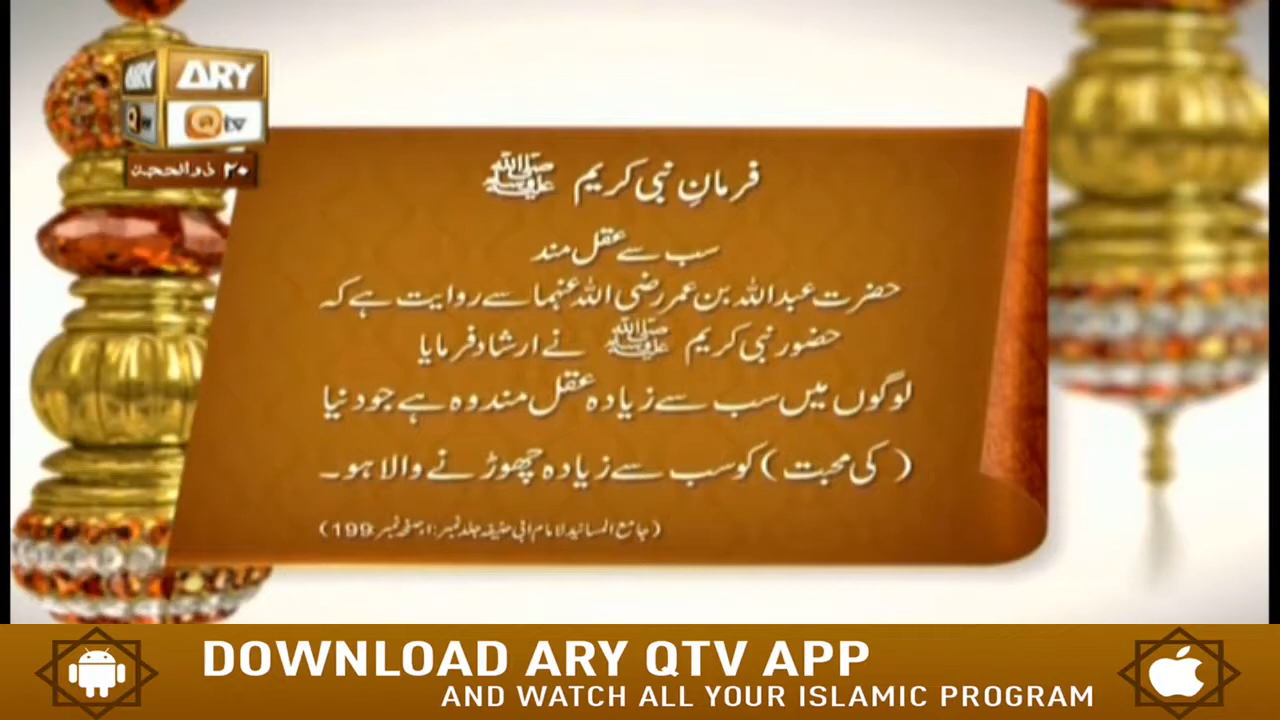 ARY
ARY
Q tv
Qtv
۲۰ ذوالحجہ
فرمانِ نبی کریم ﷺ
سب سے عقل مند
حضرت عبداللہ بن عمر رضی اللہ عنہما سے روایت ہے کہ
حضور نبی کریم ﷺ نے ارشاد فرمایا
لوگوں میں سب سے زیادہ عقل مند وہ ہے جو دنیا
( کی محبت ) کو سب سے زیادہ چھوڑنے والا ہو۔
(جامع المسانید لامام ابی حنیفہ جلد نمبر:۱، صفحہ نمبر:199)
DOWNLOAD ARY QTV APP
AND WATCH ALL YOUR ISLAMIC PROGRAM